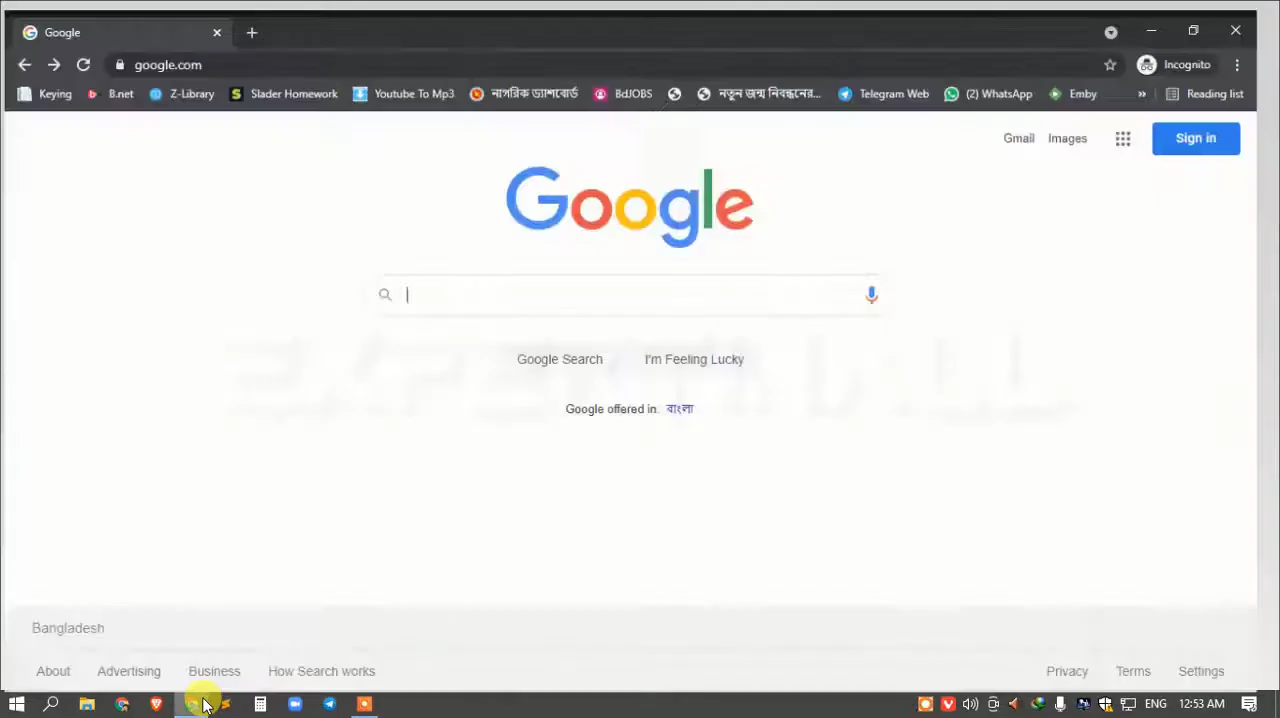 Google
google.com
Incognito
Keying B.net Z-Library Slader Homework Youtube To Mp3 নাগরিক ড্যাশবোর্ড BdJOBS নতুন জন্ম নিবন্ধনের... Telegram Web (2) WhatsApp Emby » Reading list
Gmail Images Sign in
Google
Google Search I'm Feeling Lucky
Google offered in: বাংলা
Bangladesh
About Advertising Business How Search works Privacy Terms Settings
ENG 12:53 AM